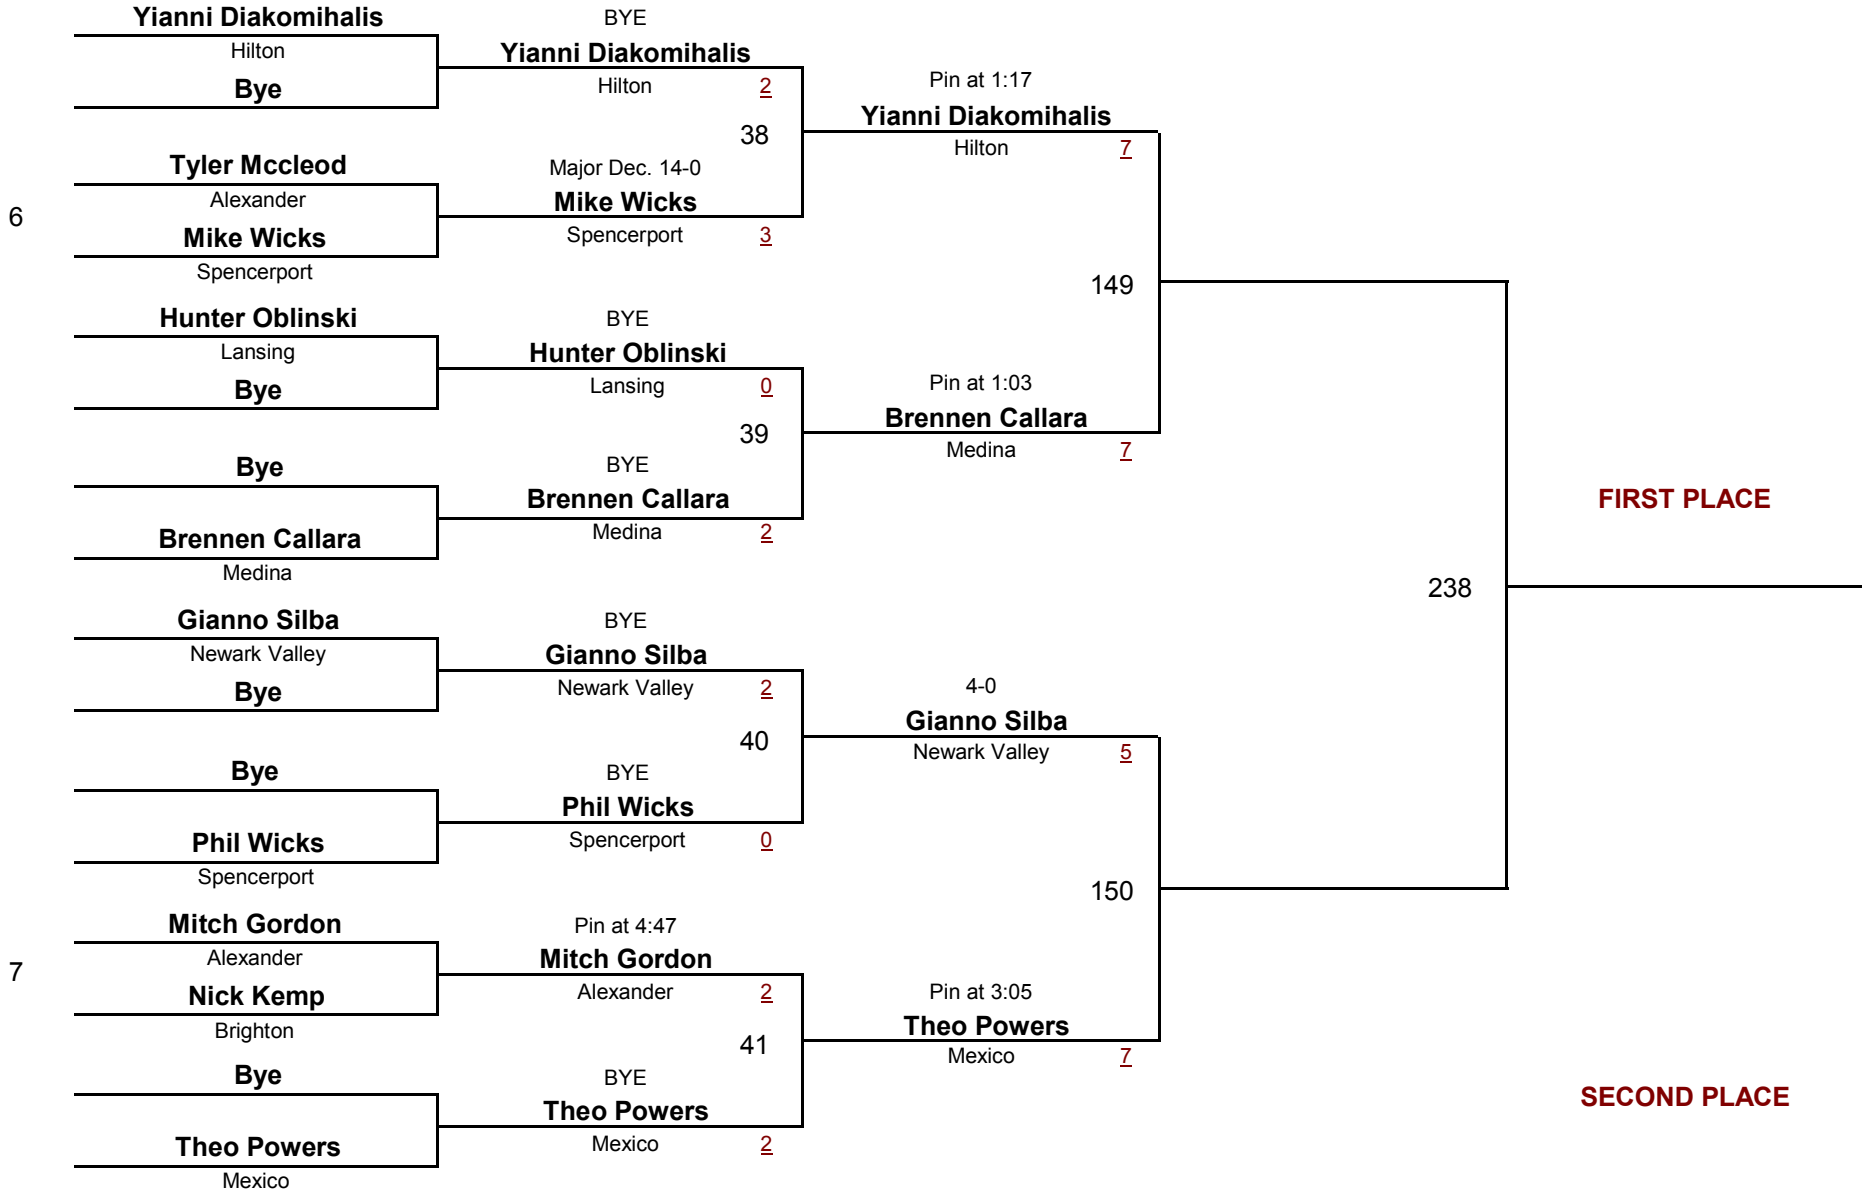 Yianni Diakomihalis
Hilton
Bye
6
Tyler Mccleod
Alexander
Mike Wicks
Spencerport
Hunter Oblinski
Lansing
Bye
Bye
Brennen Callara
Medina
Gianno Silba
Newark Valley
Bye
Bye
Phil Wicks
Spencerport
7
Mitch Gordon
Alexander
Nick Kemp
Brighton
Bye
Theo Powers
Mexico
BYE
Yianni Diakomihalis
Hilton 2
38
Major Dec. 14-0
Mike Wicks
Spencerport 3
BYE
Hunter Oblinski
Lansing 0
39
BYE
Brennen Callara
Medina 2
BYE
Gianno Silba
Newark Valley 2
40
BYE
Phil Wicks
Spencerport 0
Pin at 4:47
Mitch Gordon
Alexander 2
41
BYE
Theo Powers
Mexico 2
Pin at 1:17
Yianni Diakomihalis
Hilton 7
149
Pin at 1:03
Brennen Callara
Medina 7
4-0
Gianno Silba
Newark Valley 5
150
Pin at 3:05
Theo Powers
Mexico 7
238
FIRST PLACE
SECOND PLACE